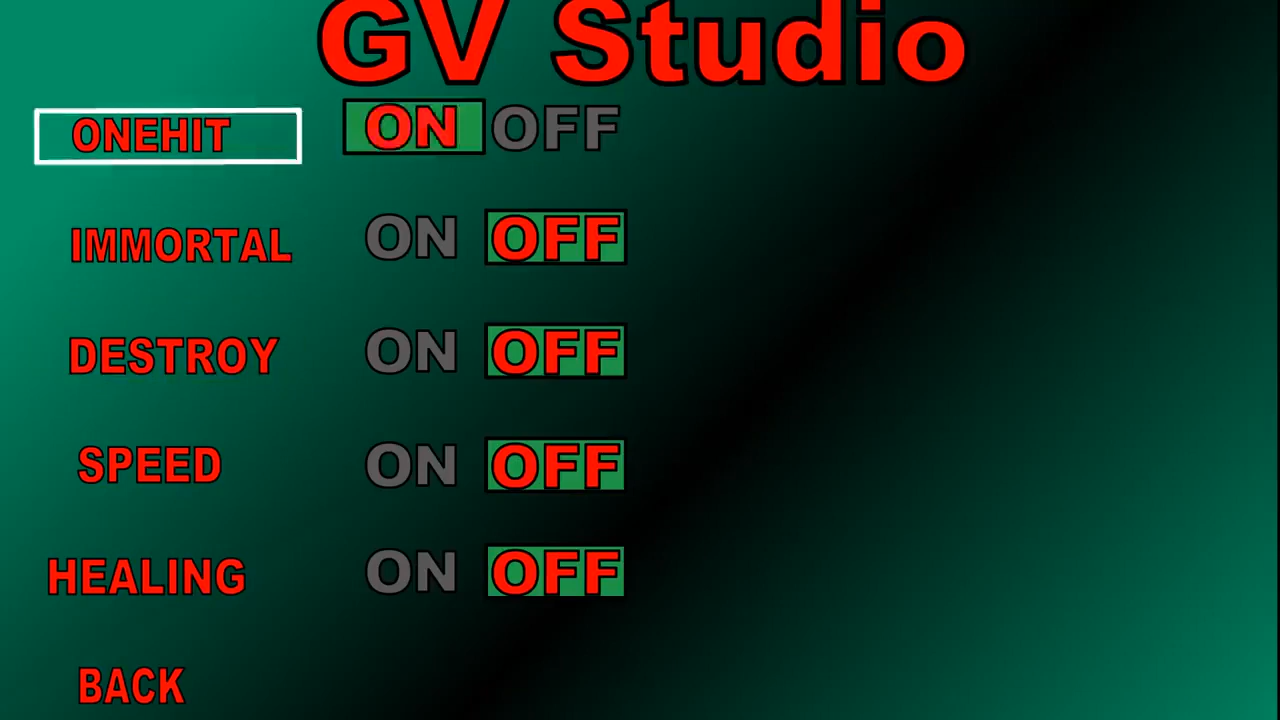 GV Studio
ONEHIT ON OFF
IMMORTAL ON OFF
DESTROY ON OFF
SPEED ON OFF
HEALING ON OFF
BACK